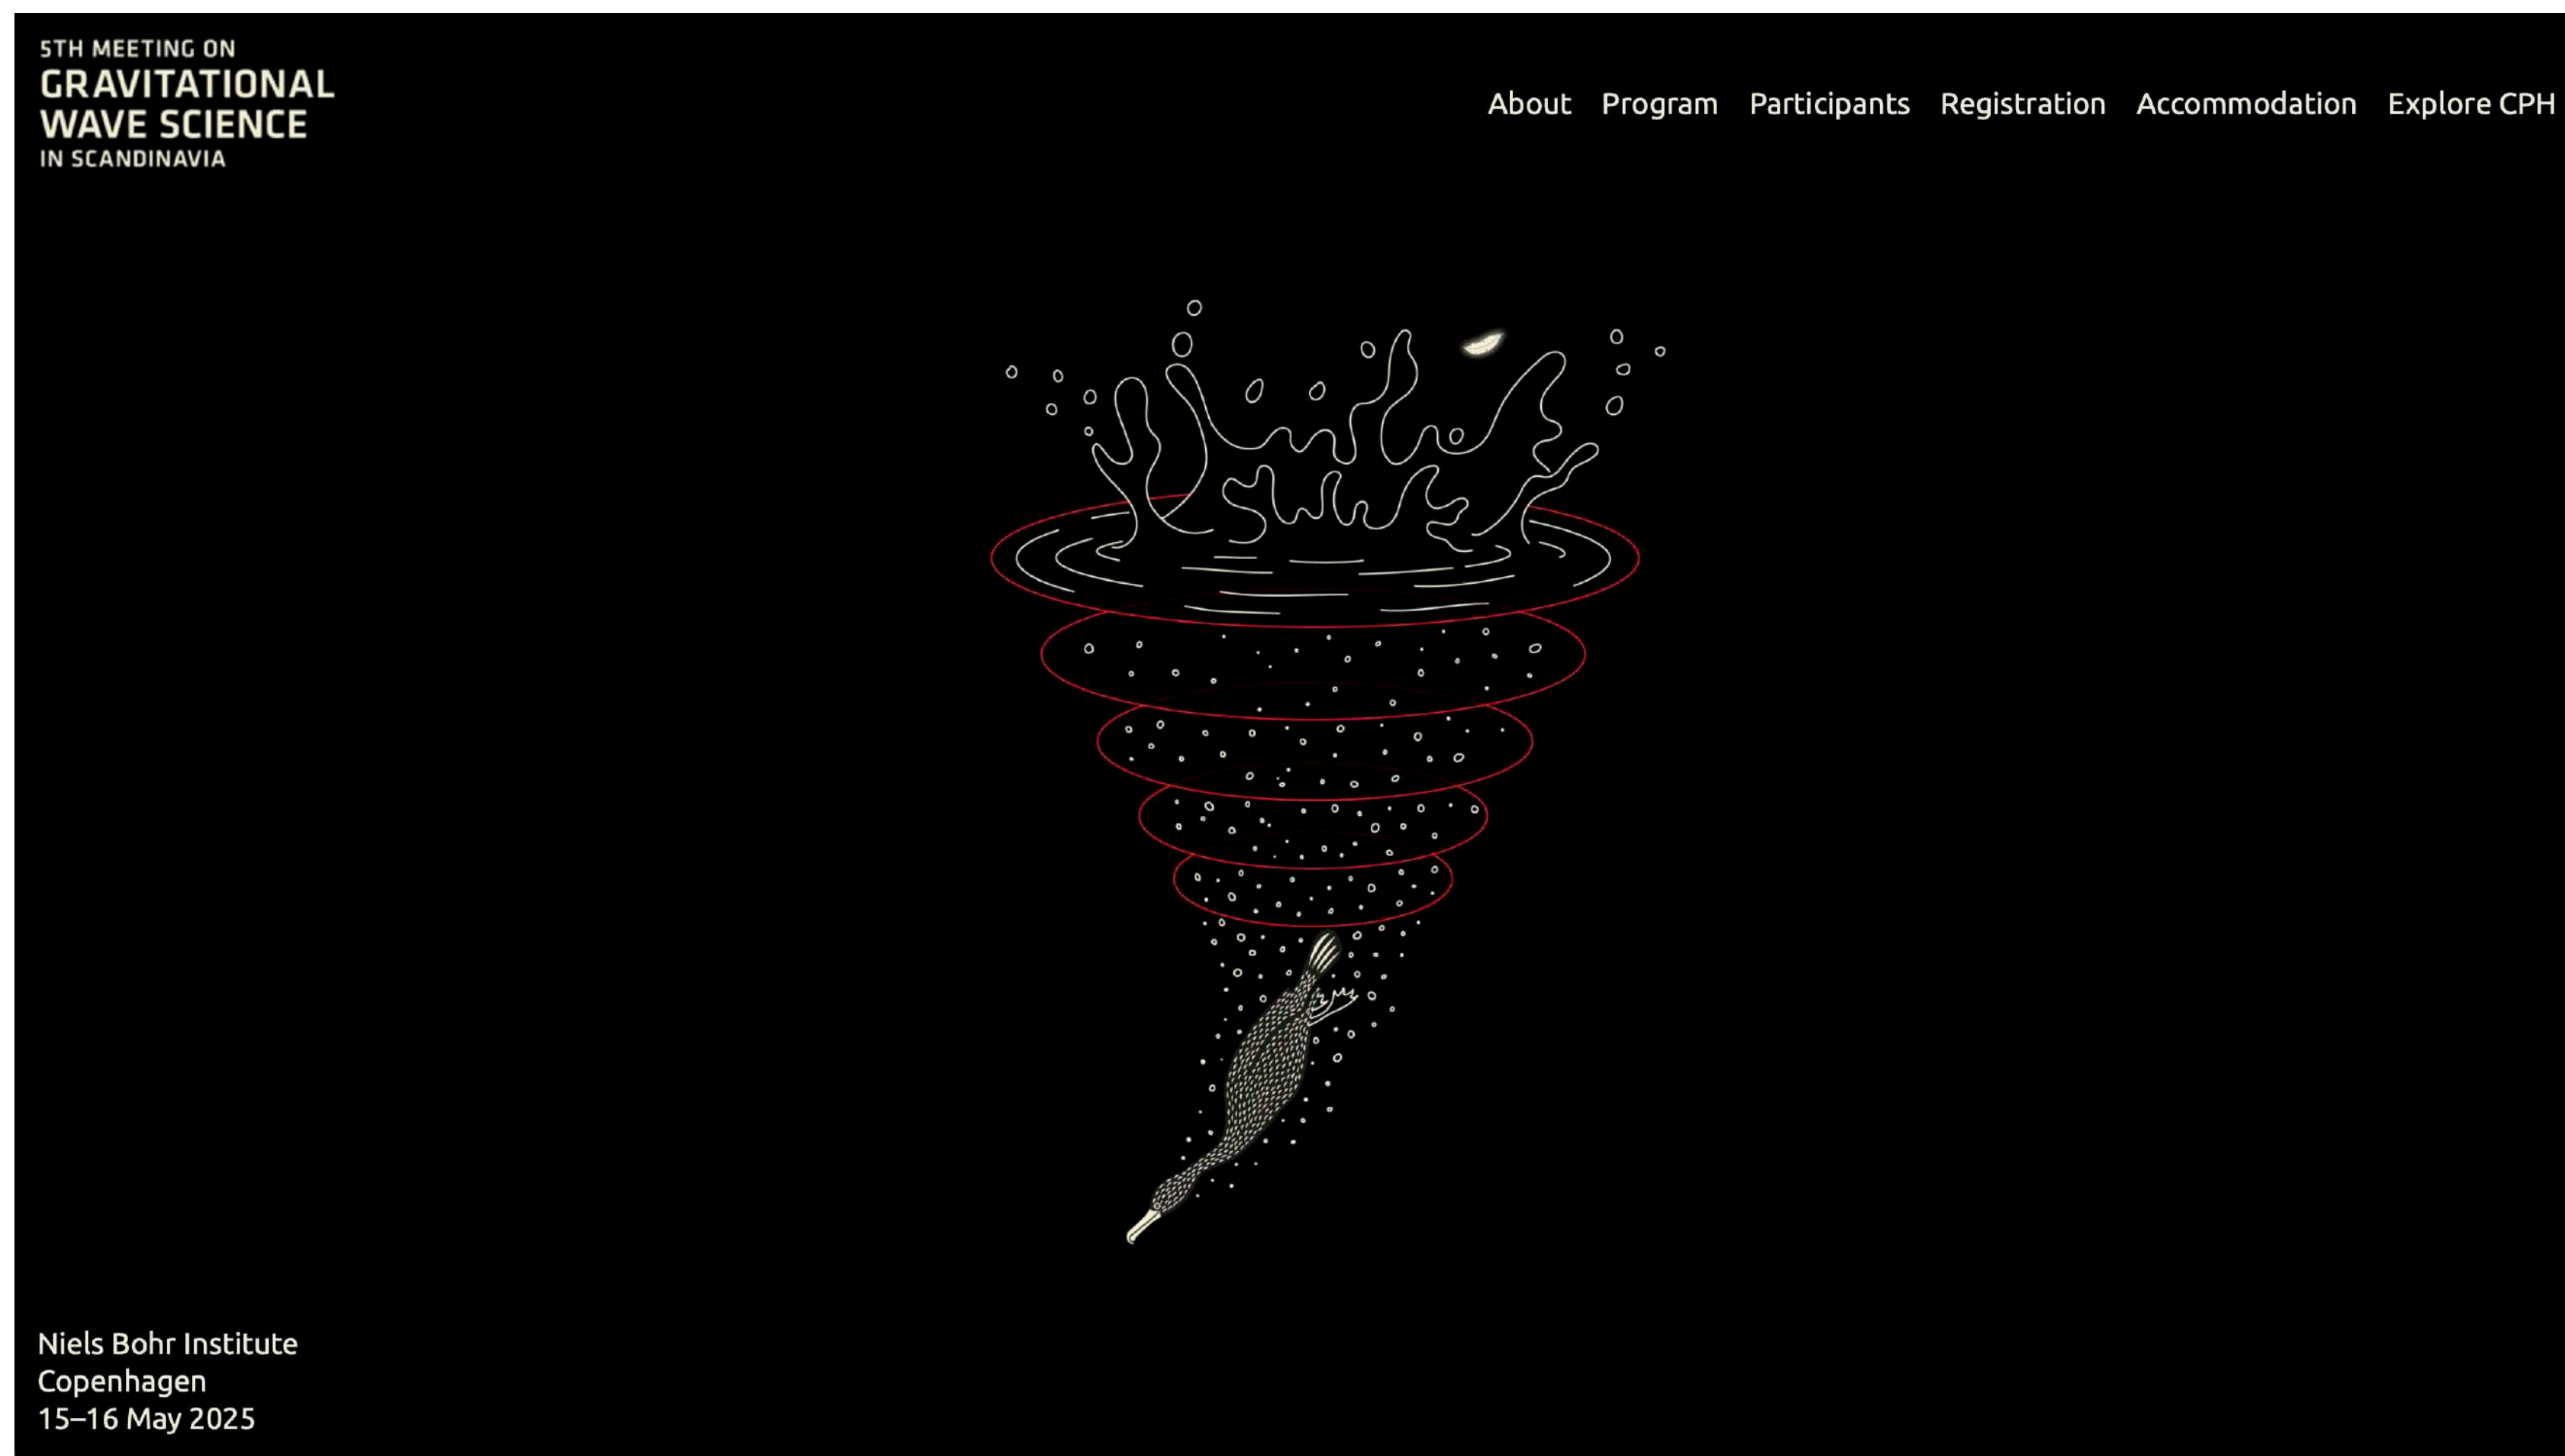 5TH MEETING ON
GRAVITATIONAL
WAVE SCIENCE
IN SCANDINAVIA
About Program Participants Registration Accommodation Explore CPH
Niels Bohr Institute
Copenhagen
15–16 May 2025